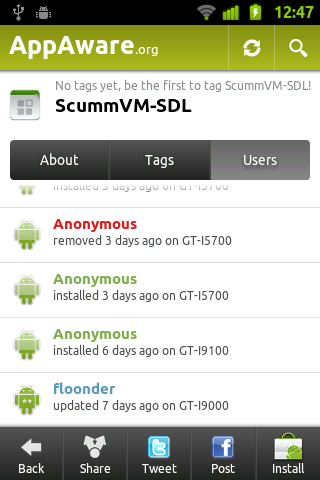 12:47
AppAware.org
No tags yet, be the first to tag ScummVM-SDL!
ScummVM-SDL
About Tags Users
installed 3 days ago on GT-I5700
Anonymous
removed 3 days ago on GT-I5700
Anonymous
installed 3 days ago on GT-I5700
Anonymous
installed 6 days ago on GT-I9100
floonder
updated 7 days ago on GT-I9000
Back Share Tweet Post Install